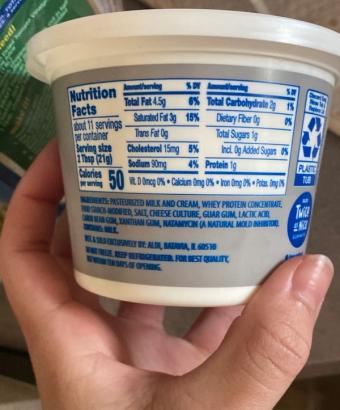 Nutrition
Facts
about 11 servings
per container
Serving size
2 Tbsp (21g)
Calories
per serving
50
Amount/serving % DV
Total Fat 4.5g 6%
Saturated Fat 3g 15%
Trans Fat 0g
Cholesterol 15mg 5%
Sodium 90mg 4%
Amount/serving % DV
Total Carbohydrate 2g 1%
Dietary Fiber 0g 0%
Total Sugars 1g
Incl. 0g Added Sugars 0%
Protein 1g
Vit. D 0mcg 0% • Calcium 0mg 0% • Iron 0mg 0% • Potas. 0mg 0%
INGREDIENTS: PASTEURIZED MILK AND CREAM, WHEY PROTEIN CONCENTRATE,
FOOD STARCH-MODIFIED, SALT, CHEESE CULTURE, GUAR GUM, LACTIC ACID,
LOCUST BEAN GUM, XANTHAN GUM, NATAMYCIN (A NATURAL MOLD INHIBITOR).
CONTAINS: MILK.
DIST. & SOLD EXCLUSIVELY BY: ALDI, BATAVIA, IL 60510
DO NOT FREEZE. KEEP REFRIGERATED. FOR BEST QUALITY,
USE WITHIN TEN DAYS OF OPENING.
PLASTIC
TUB
Twice
as Nice